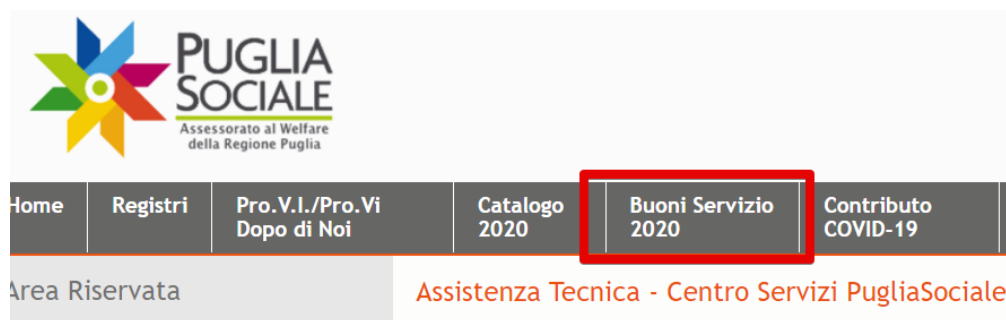 PUGLIA
SOCIALE
Assessorato al Welfare
della Regione Puglia
Home
Registri
Pro.V.I./Pro.Vi
Dopo di Noi
Catalogo
2020
Buoni Servizio
2020
Contributo
COVID-19
Area Riservata
Assistenza Tecnica - Centro Servizi PugliaSociale